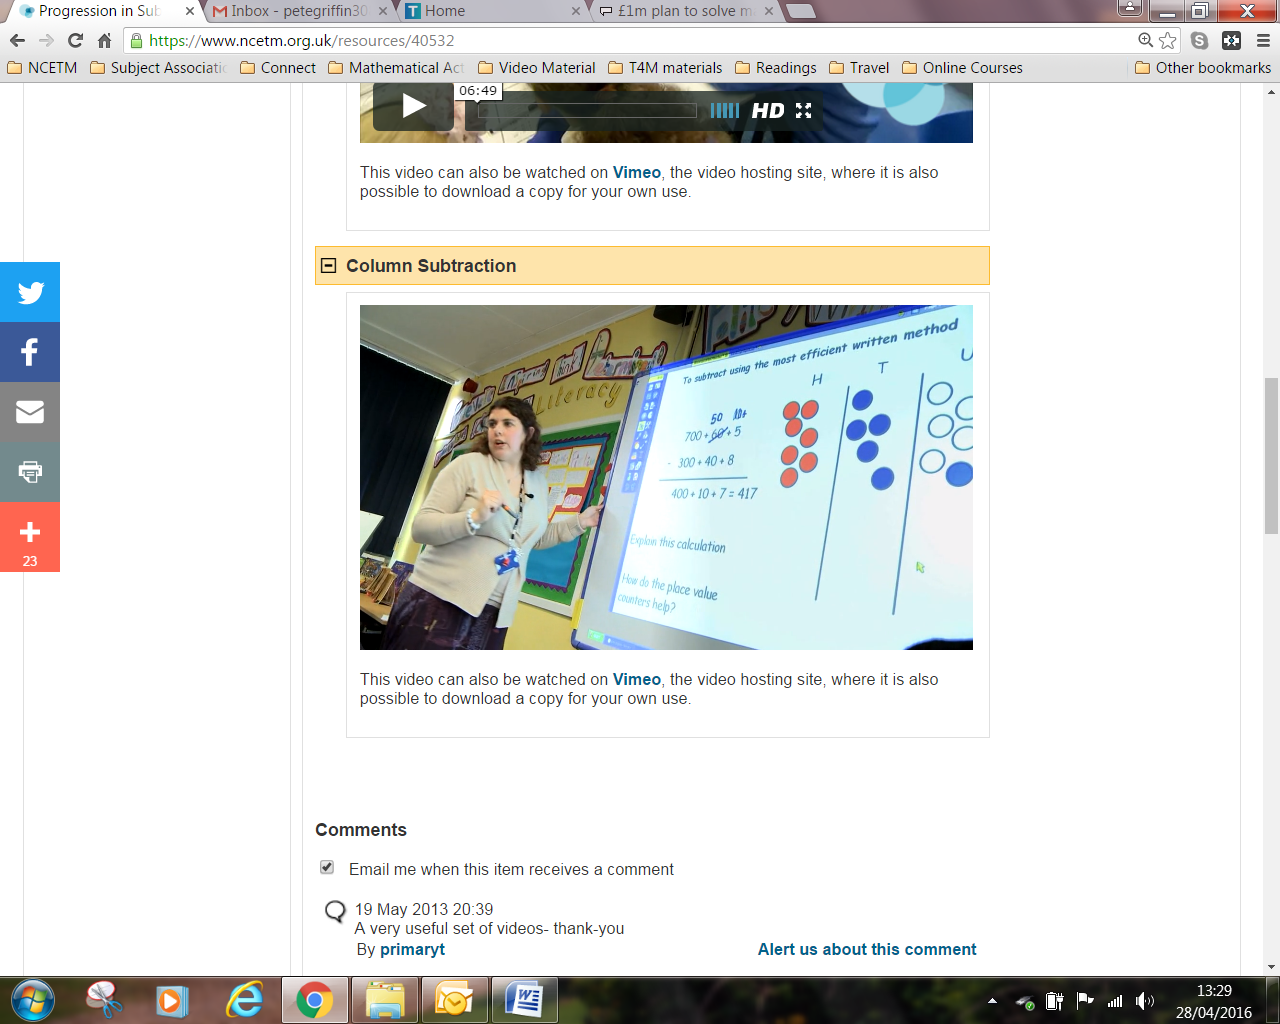 Progression in Sub
Inbox - petegriffin30
Home
£1m plan to solve m
https://www.ncetm.org.uk/resources/40532
NCETM
Subject Associati
Connect
Mathematical Act
Video Material
T4M materials
Readings
Travel
Online Courses
Other bookmarks
06:49
HD
This video can also be watched on Vimeo, the video hosting site, where it is also
possible to download a copy for your own use.
Column Subtraction
Literacy
To subtract using the most efficient written method
H T U
50
700 + 60 + 5
- 300 + 40 + 8
400 + 10 + 7 = 417
Explain this calculation
How do the place value
counters help?
This video can also be watched on Vimeo, the video hosting site, where it is also
possible to download a copy for your own use.
23
Comments
Email me when this item receives a comment
19 May 2013 20:39
A very useful set of videos- thank-you
By primaryt
Alert us about this comment
13:29
28/04/2016